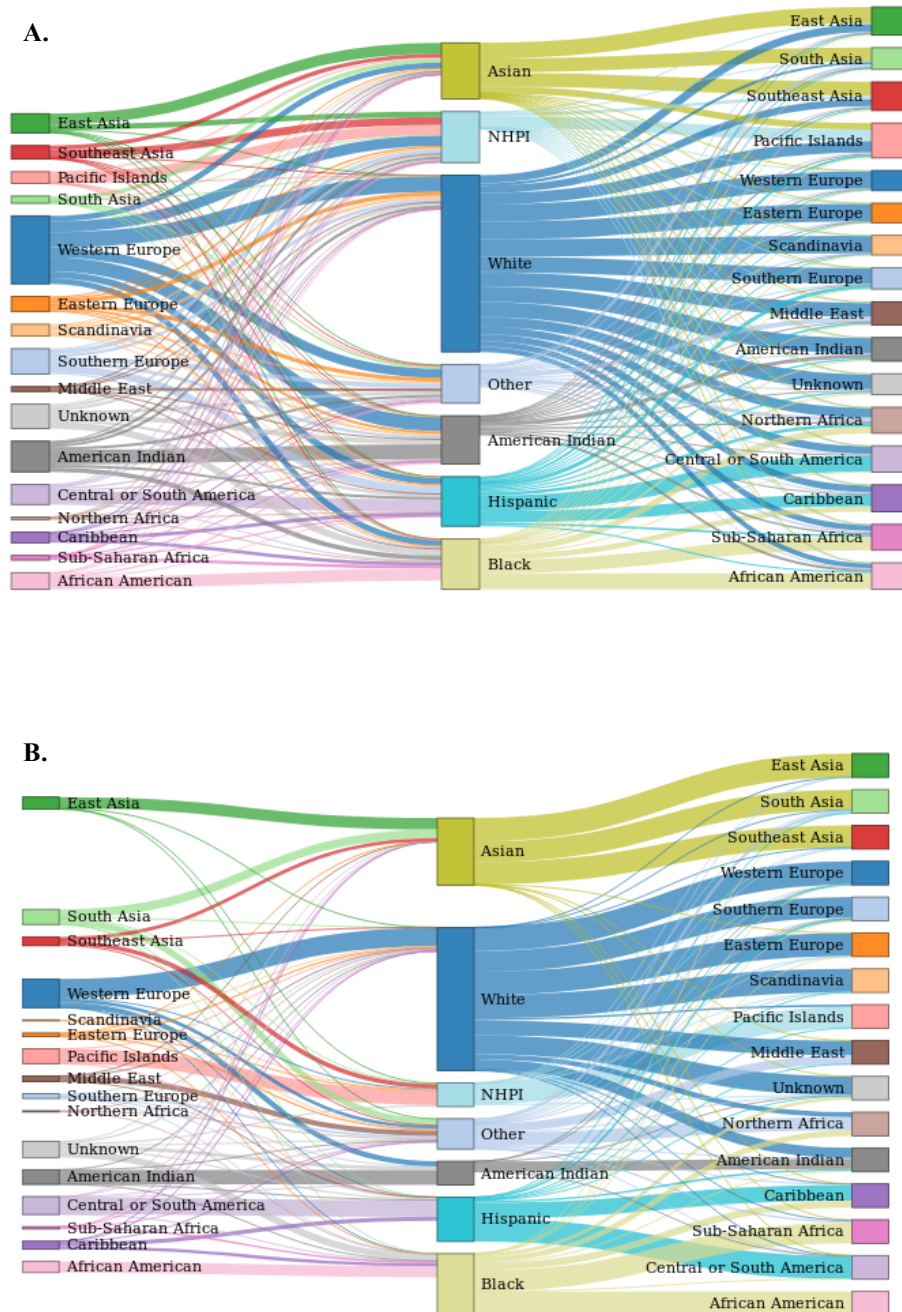 A.
East Asia
Southeast Asia
Pacific Islands
South Asia
Western Europe
Eastern Europe
Scandinavia
Southern Europe
Middle East
Unknown
American Indian
Central or South America
Northern Africa
Caribbean
Sub-Saharan Africa
African American
Asian
NHPI
White
Other
American Indian
Hispanic
Black
East Asia
South Asia
Southeast Asia
Pacific Islands
Western Europe
Eastern Europe
Scandinavia
Southern Europe
Middle East
American Indian
Unknown
Northern Africa
Central or South America
Caribbean
Sub-Saharan Africa
African American
B.
East Asia
South Asia
Southeast Asia
Western Europe
Scandinavia
Eastern Europe
Pacific Islands
Middle East
Southern Europe
Northern Africa
Unknown
American Indian
Central or South America
Sub-Saharan Africa
Caribbean
African American
Asian
White
NHPI
Other
American Indian
Hispanic
Black
East Asia
South Asia
Southeast Asia
Western Europe
Southern Europe
Eastern Europe
Scandinavia
Pacific Islands
Middle East
Unknown
Northern Africa
American Indian
Caribbean
Sub-Saharan Africa
Central or South America
African American